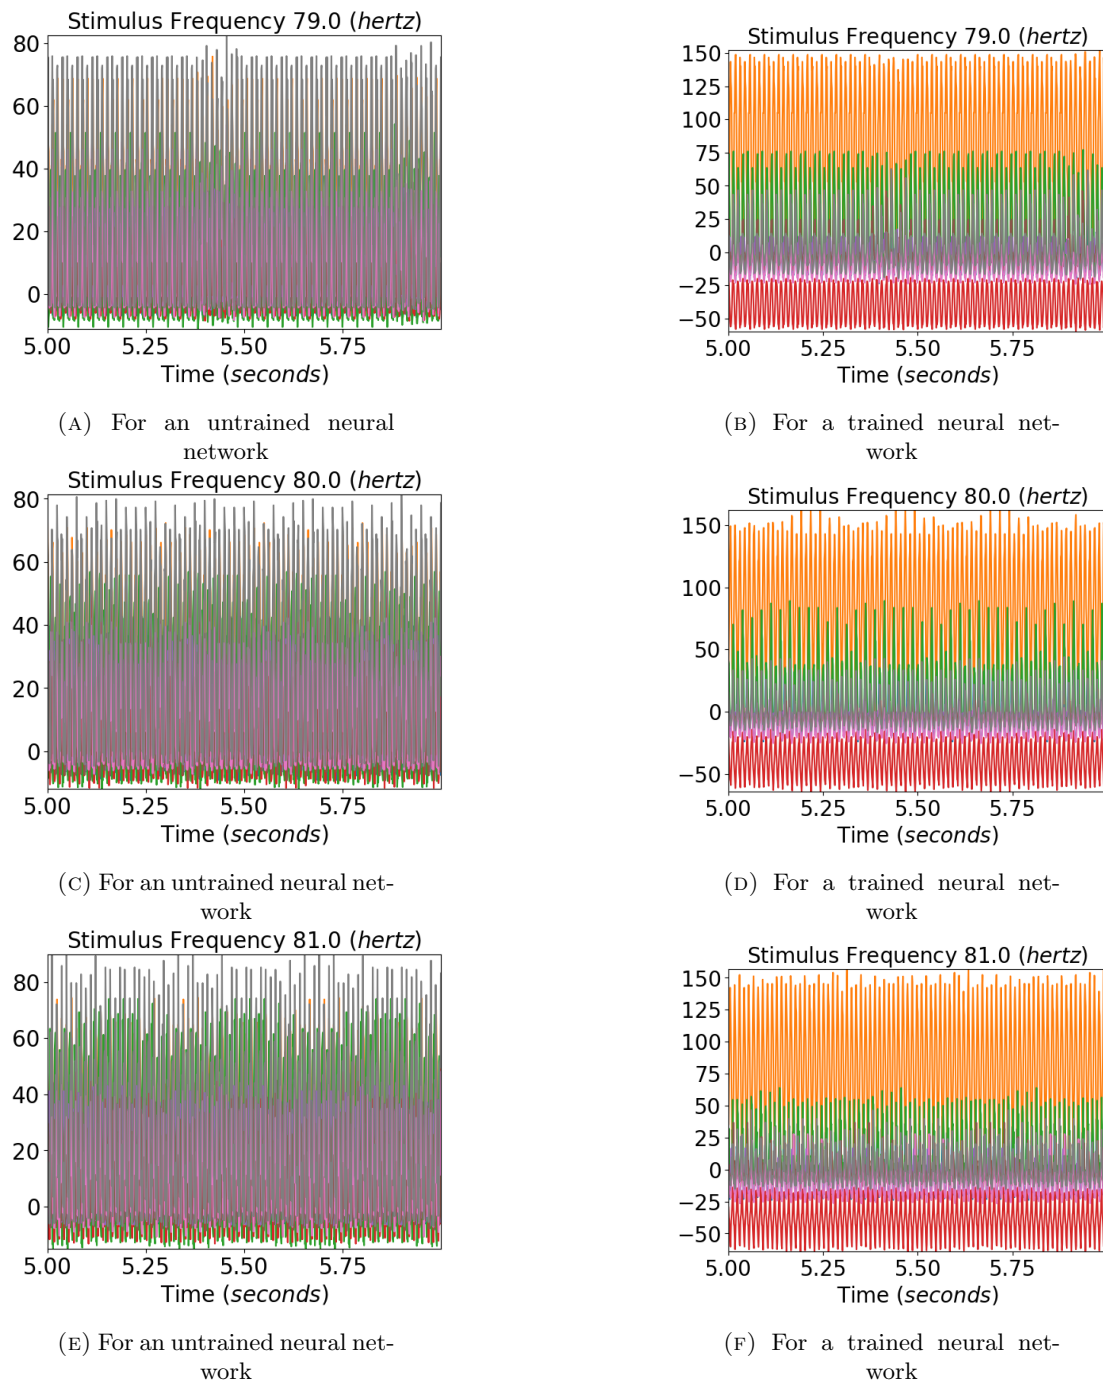 Stimulus Frequency 79.0 (hertz)
80
60
40
20
0
5.00 5.25 5.50 5.75
Time (seconds)
(A) For an untrained neural
network
Stimulus Frequency 79.0 (hertz)
150
125
100
75
50
25
0
−25
−50
5.00 5.25 5.50 5.75
Time (seconds)
(B) For a trained neural net-
work
Stimulus Frequency 80.0 (hertz)
80
60
40
20
0
5.00 5.25 5.50 5.75
Time (seconds)
(C) For an untrained neural net-
work
Stimulus Frequency 80.0 (hertz)
150
100
50
0
−50
5.00 5.25 5.50 5.75
Time (seconds)
(D) For a trained neural net-
work
Stimulus Frequency 81.0 (hertz)
80
60
40
20
0
5.00 5.25 5.50 5.75
Time (seconds)
(E) For an untrained neural net-
work
Stimulus Frequency 81.0 (hertz)
150
125
100
75
50
25
0
−25
−50
5.00 5.25 5.50 5.75
Time (seconds)
(F) For a trained neural net-
work